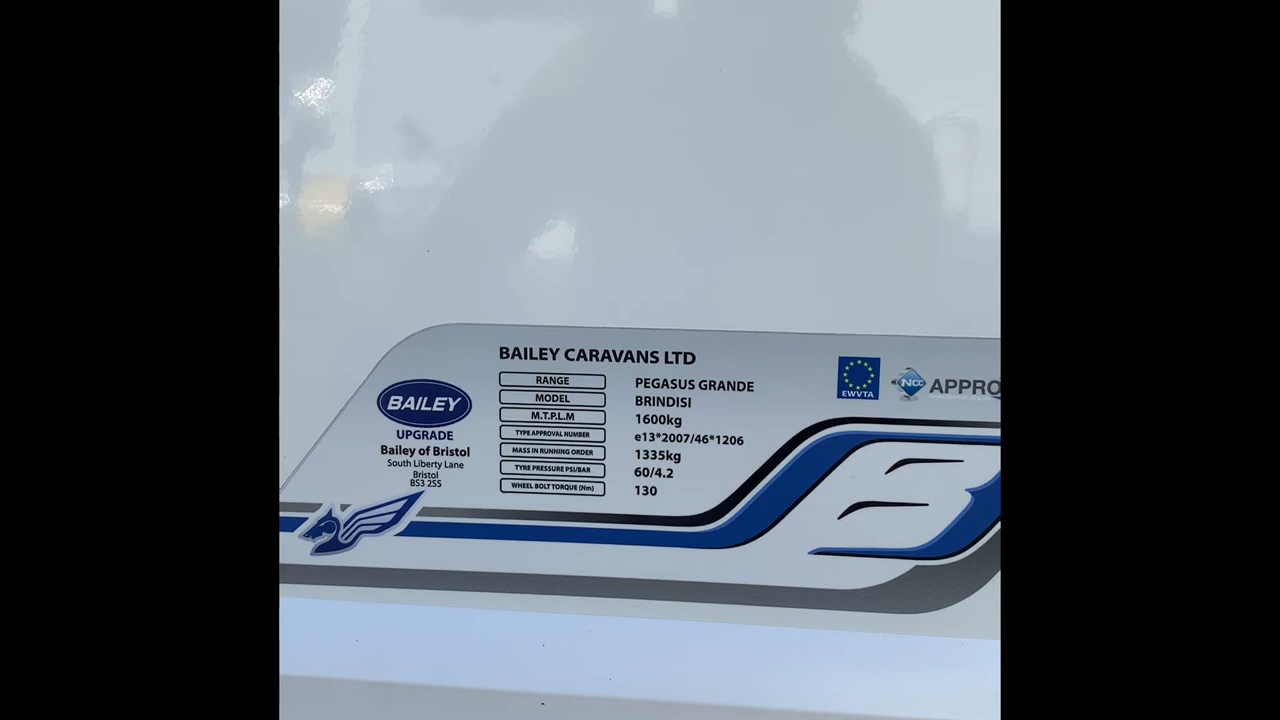 BAILEY CARAVANS LTD
RANGE PEGASUS GRANDE
MODEL BRINDISI
M.T.P.L.M 1600kg
TYPE APPROVAL NUMBER e13*2007/46*1206
MASS IN RUNNING ORDER 1335kg
TYRE PRESSURE PSI/BAR 60/4.2
WHEEL BOLT TORQUE (Nm) 130
BAILEY
UPGRADE
Bailey of Bristol
South Liberty Lane
Bristol
BS3 2SS
EWVTA
NCC APPRO